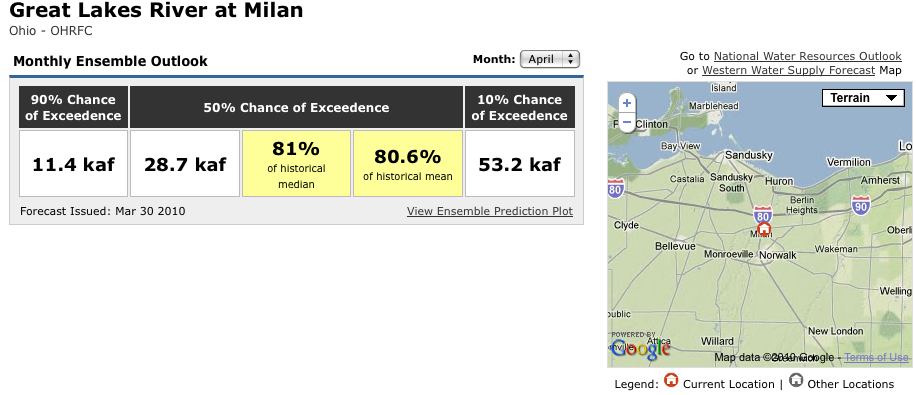 Great Lakes River at Milan
Ohio - OHRFC
Monthly Ensemble Outlook
Month: April
90% Chance
of Exceedence
50% Chance of Exceedence
10% Chance
of Exceedence
11.4 kaf
28.7 kaf
81%
of historical
median
80.6%
of historical mean
53.2 kaf
Forecast Issued: Mar 30 2010
View Ensemble Prediction Plot
Go to National Water Resources Outlook
or Western Water Supply Forecast Map
Terrain
+
−
Island
Marblehead
Clinton
Bay View
Sandusky
Vermilion
Lo
Castalia
Sandusky
South
Huron
Amherst
80
Berlin
Heights
90
80
Clyde
Milan
Oberli
Bellevue
Wakeman
Monroeville
Norwalk
Welling
public
New London
POWERED BY
Google
Attica
Willard
Map data ©2010 Google - Terms of Use
Legend: Current Location | Other Locations